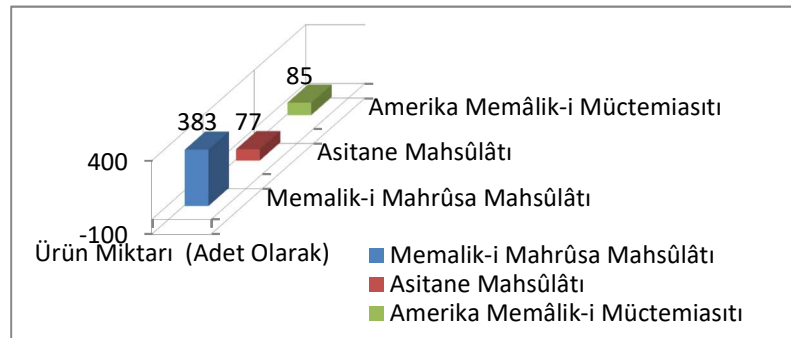 85
383
77
Amerika Memâlik-i Müctemiasıtı
Asitane Mahsûlâtı
400
Memalik-i Mahrûsa Mahsûlâtı
-100
Ürün Miktarı (Adet Olarak)
Memalik-i Mahrûsa Mahsûlâtı
Asitane Mahsûlâtı
Amerika Memâlik-i Müctemiasıtı